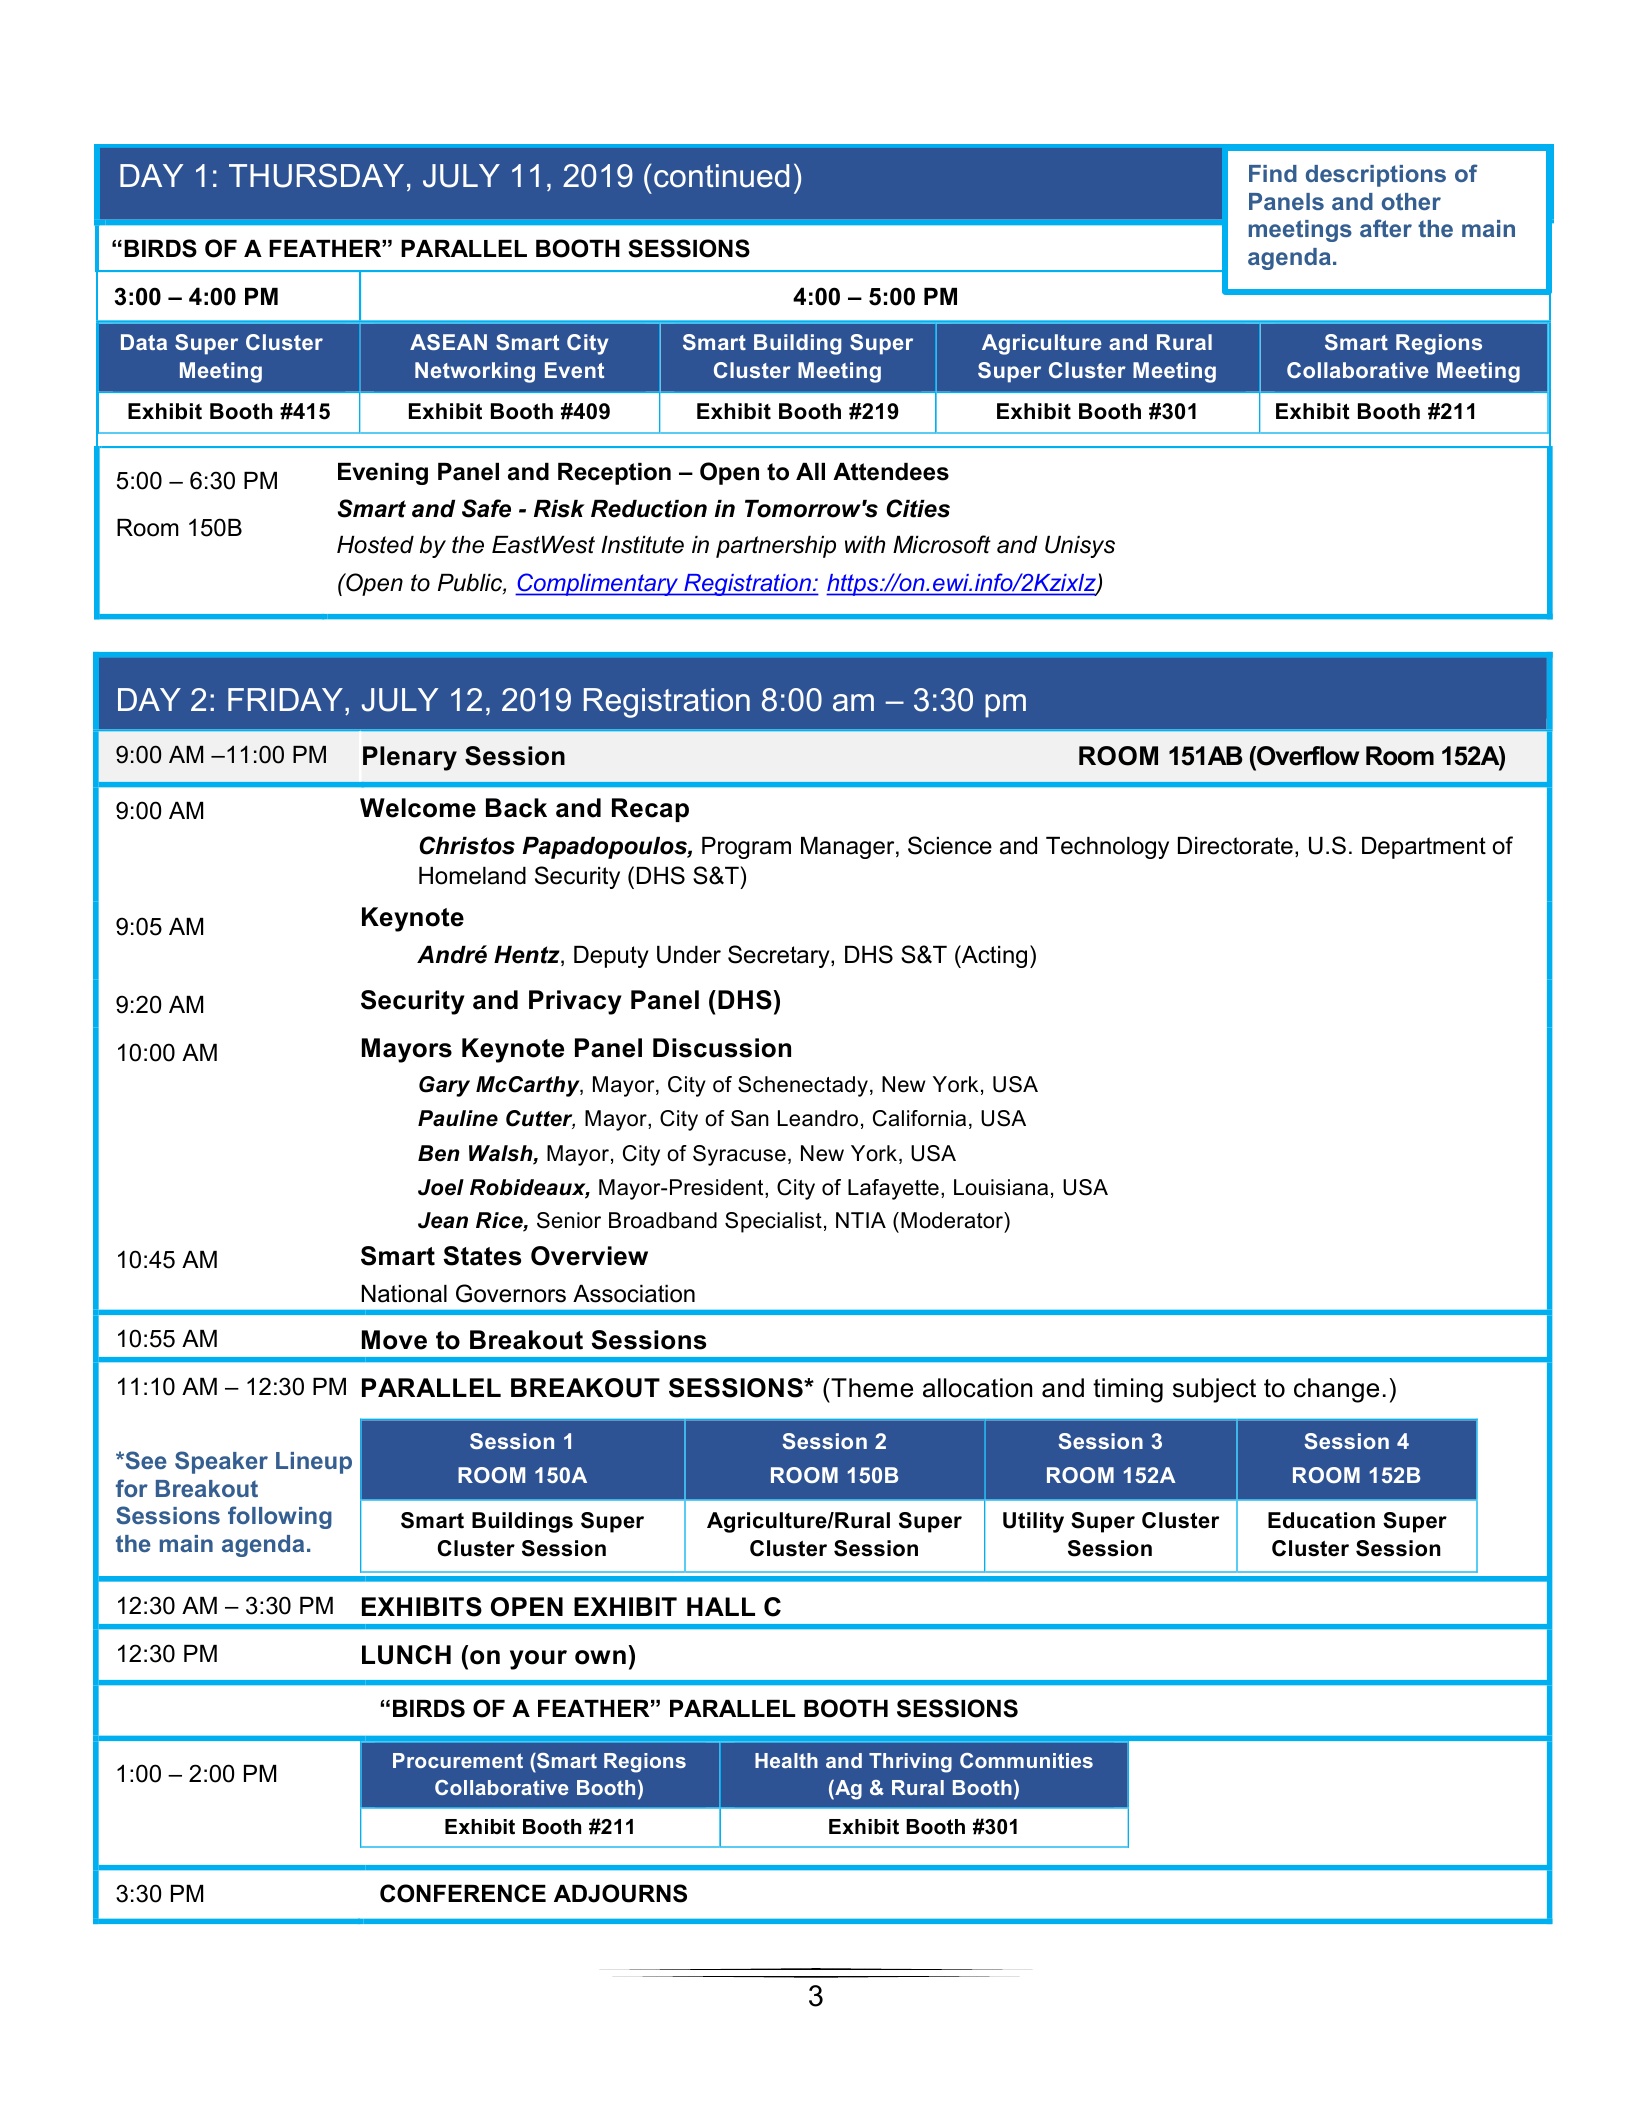 DAY 1: THURSDAY, JULY 11, 2019 (continued)
Find descriptions of
Panels and other
meetings after the main
agenda.
“BIRDS OF A FEATHER” PARALLEL BOOTH SESSIONS
3:00 – 4:00 PM
4:00 – 5:00 PM
Data Super Cluster
Meeting
ASEAN Smart City
Networking Event
Smart Building Super
Cluster Meeting
Agriculture and Rural
Super Cluster Meeting
Smart Regions
Collaborative Meeting
Exhibit Booth #415
Exhibit Booth #409
Exhibit Booth #219
Exhibit Booth #301
Exhibit Booth #211
5:00 – 6:30 PM
Room 150B
Evening Panel and Reception – Open to All Attendees
Smart and Safe - Risk Reduction in Tomorrow's Cities
Hosted by the EastWest Institute in partnership with Microsoft and Unisys
(Open to Public, Complimentary Registration: https://on.ewi.info/2KzixIz)
DAY 2: FRIDAY, JULY 12, 2019 Registration 8:00 am – 3:30 pm
9:00 AM –11:00 PM
Plenary Session
ROOM 151AB (Overflow Room 152A)
9:00 AM
Welcome Back and Recap
Christos Papadopoulos, Program Manager, Science and Technology Directorate, U.S. Department of
Homeland Security (DHS S&T)
9:05 AM
Keynote
André Hentz, Deputy Under Secretary, DHS S&T (Acting)
9:20 AM
Security and Privacy Panel (DHS)
10:00 AM
Mayors Keynote Panel Discussion
Gary McCarthy, Mayor, City of Schenectady, New York, USA
Pauline Cutter, Mayor, City of San Leandro, California, USA
Ben Walsh, Mayor, City of Syracuse, New York, USA
Joel Robideaux, Mayor-President, City of Lafayette, Louisiana, USA
Jean Rice, Senior Broadband Specialist, NTIA (Moderator)
10:45 AM
Smart States Overview
National Governors Association
10:55 AM
Move to Breakout Sessions
11:10 AM – 12:30 PM
PARALLEL BREAKOUT SESSIONS* (Theme allocation and timing subject to change.)
*See Speaker Lineup
for Breakout
Sessions following
the main agenda.
Session 1
ROOM 150A
Session 2
ROOM 150B
Session 3
ROOM 152A
Session 4
ROOM 152B
Smart Buildings Super
Cluster Session
Agriculture/Rural Super
Cluster Session
Utility Super Cluster
Session
Education Super
Cluster Session
12:30 AM – 3:30 PM
EXHIBITS OPEN EXHIBIT HALL C
12:30 PM
LUNCH (on your own)
“BIRDS OF A FEATHER” PARALLEL BOOTH SESSIONS
1:00 – 2:00 PM
Procurement (Smart Regions
Collaborative Booth)
Health and Thriving Communities
(Ag & Rural Booth)
Exhibit Booth #211
Exhibit Booth #301
3:30 PM
CONFERENCE ADJOURNS
3